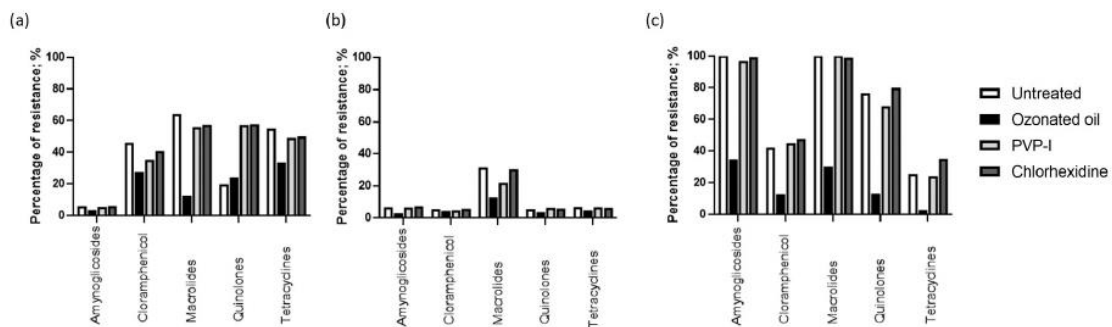 (a)
Percentage of resistance; %
100
80
60
40
20
0
Amynoglicosides
Cloramphenicol
Macrolides
Quinolones
Tetracyclines
(b)
Percentage of resistance; %
100
80
60
40
20
0
Amynoglicosides
Cloramphenicol
Macrolides
Quinolones
Tetracyclines
(c)
Percentage of resistance; %
100
80
60
40
20
0
Amynoglicosides
Cloramphenicol
Macrolides
Quinolones
Tetracyclines
Untreated
Ozonated oil
PVP-I
Chlorhexidine